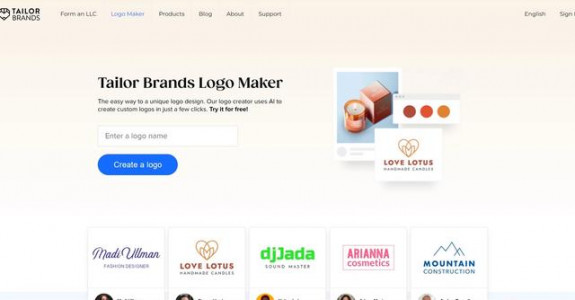 TAILOR BRANDS
Form an LLC
Logo Maker
Products
Blog
About
Support
English
Sign
Tailor Brands Logo Maker
The easy way to a unique logo design. Our logo creator uses AI to
create custom logos in just a few clicks. Try it for free!
Enter a logo name
Create a logo
LOVE LOTUS
HANDMADE CANDLES
Madi Ullman
FASHION DESIGNER
LOVE LOTUS
HANDMADE CANDLES
djJada
SOUND MASTER
ARIANNA
cosmetics
MOUNTAIN
CONSTRUCTION